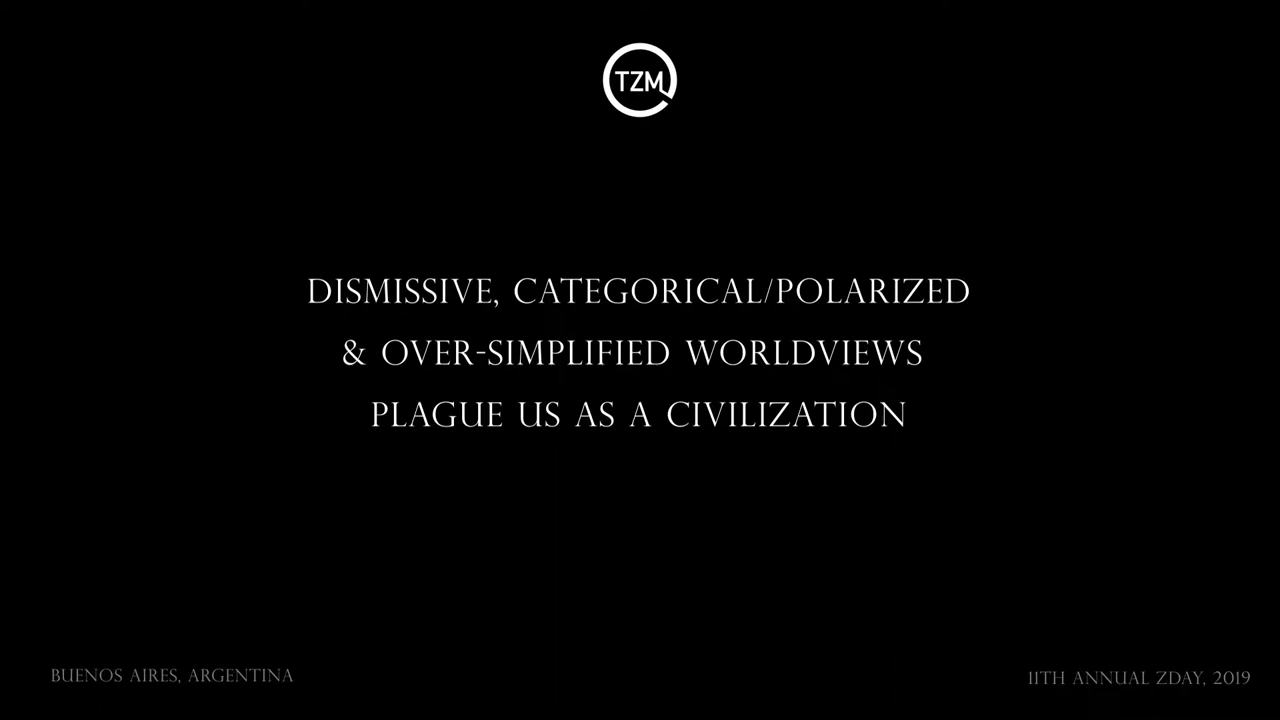 TZM
DISMISSIVE, CATEGORICAL/POLARIZED
& OVER-SIMPLIFIED WORLDVIEWS
PLAGUE US AS A CIVILIZATION
BUENOS AIRES, ARGENTINA
11TH ANNUAL ZDAY, 2019